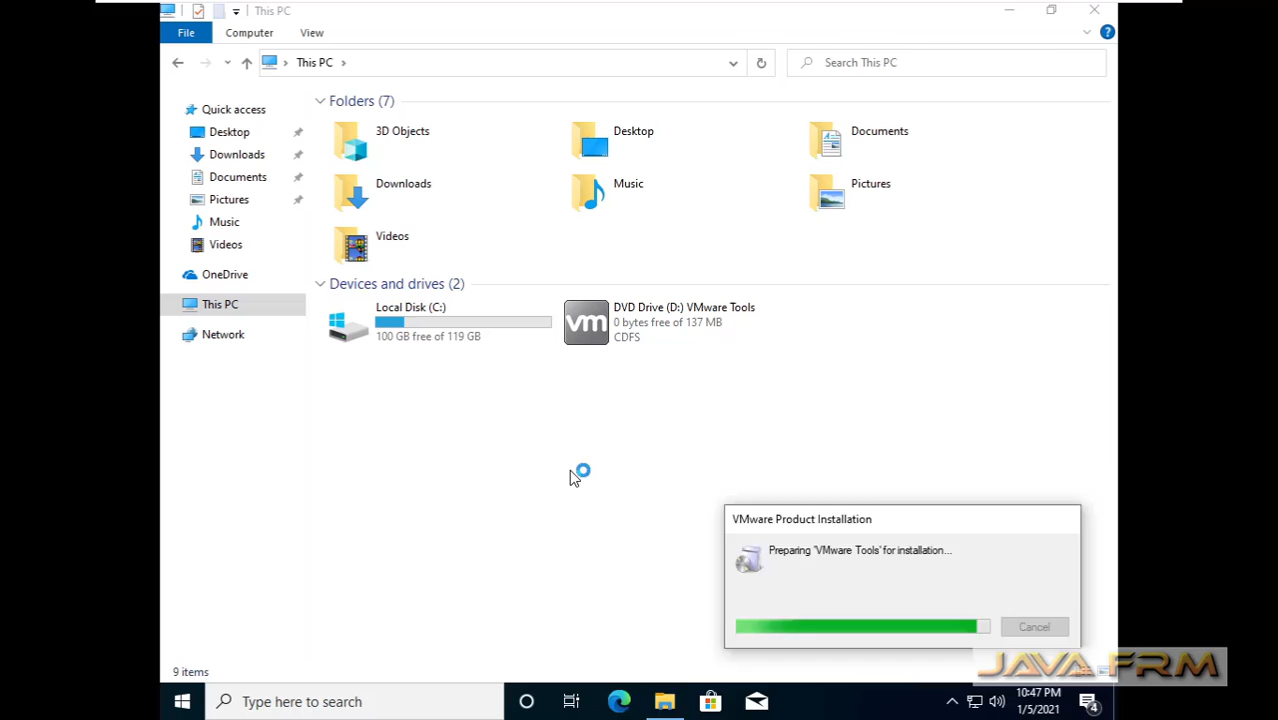 This PC
File
Computer
View
This PC
Search This PC
Folders (7)
Quick access
Desktop
Downloads
Documents
Pictures
Music
Videos
OneDrive
This PC
Network
3D Objects
Desktop
Documents
Downloads
Music
Pictures
Videos
Devices and drives (2)
Local Disk (C:)
100 GB free of 119 GB
vm
DVD Drive (D:) VMware Tools
0 bytes free of 137 MB
CDFS
VMware Product Installation
Preparing 'VMware Tools' for installation...
Cancel
9 items
JAVA FRM
Type here to search
10:47 PM
1/5/2021
4